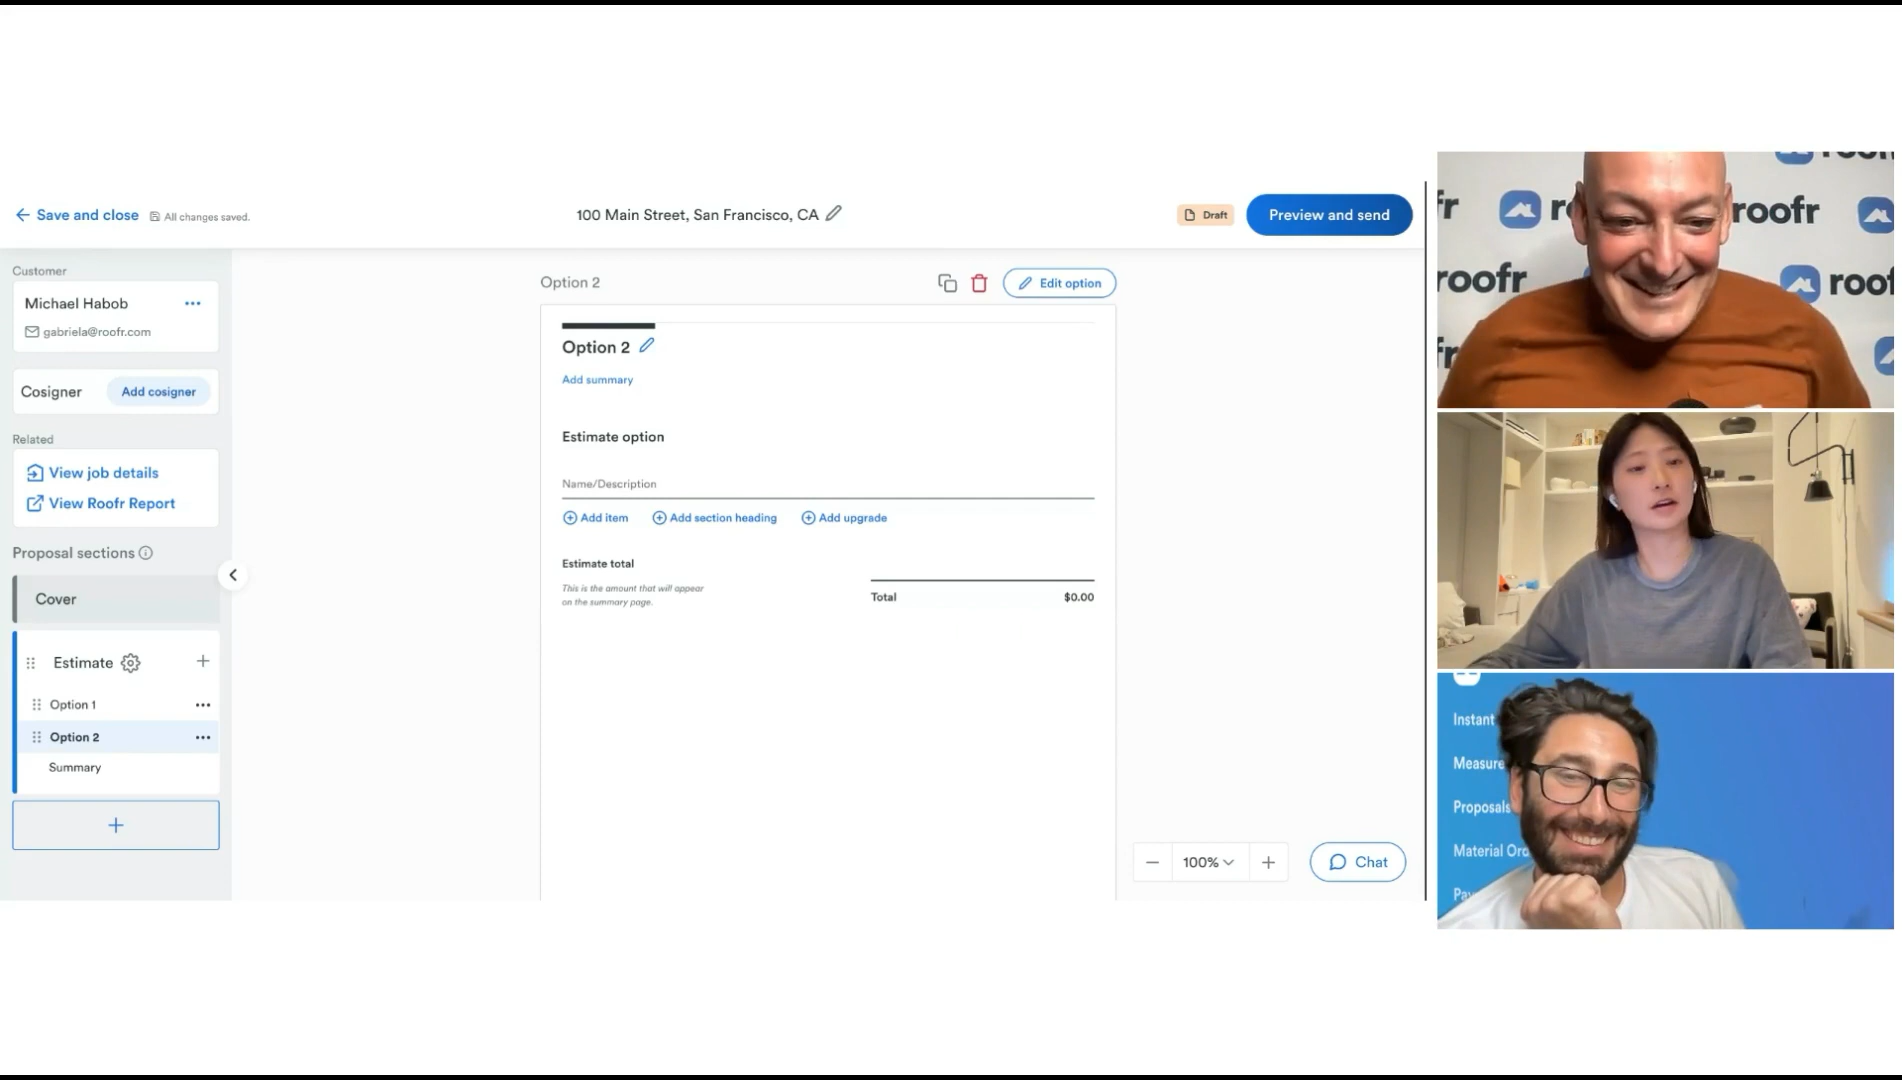 Save and close
All changes saved.
100 Main Street, San Francisco, CA
Draft
Preview and send
Customer
Michael Habob
gabriela@roofr.com
Cosigner
Add cosigner
Related
View job details
View Roofr Report
Proposal sections
Cover
Estimate
Option 1
Option 2
Summary
Option 2
Edit option
Option 2
Add summary
Estimate option
Name/Description
Add item
Add section heading
Add upgrade
Estimate total
This is the amount that will appear
on the summary page.
Total
$0.00
100%
Chat
roofr
roofr
Instant
Measure
Proposals
Material